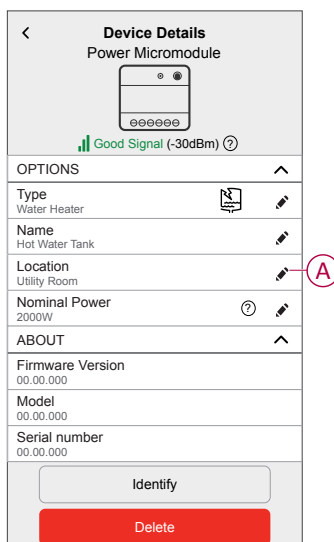 Device Details
Power Micromodule
Good Signal (-30dBm) ?
OPTIONS
Type
Water Heater
Name
Hot Water Tank
Location
Utility Room
A
Nominal Power
2000W
?
ABOUT
Firmware Version
00.00.000
Model
00.00.000
Serial number
00.00.000
Identify
Delete